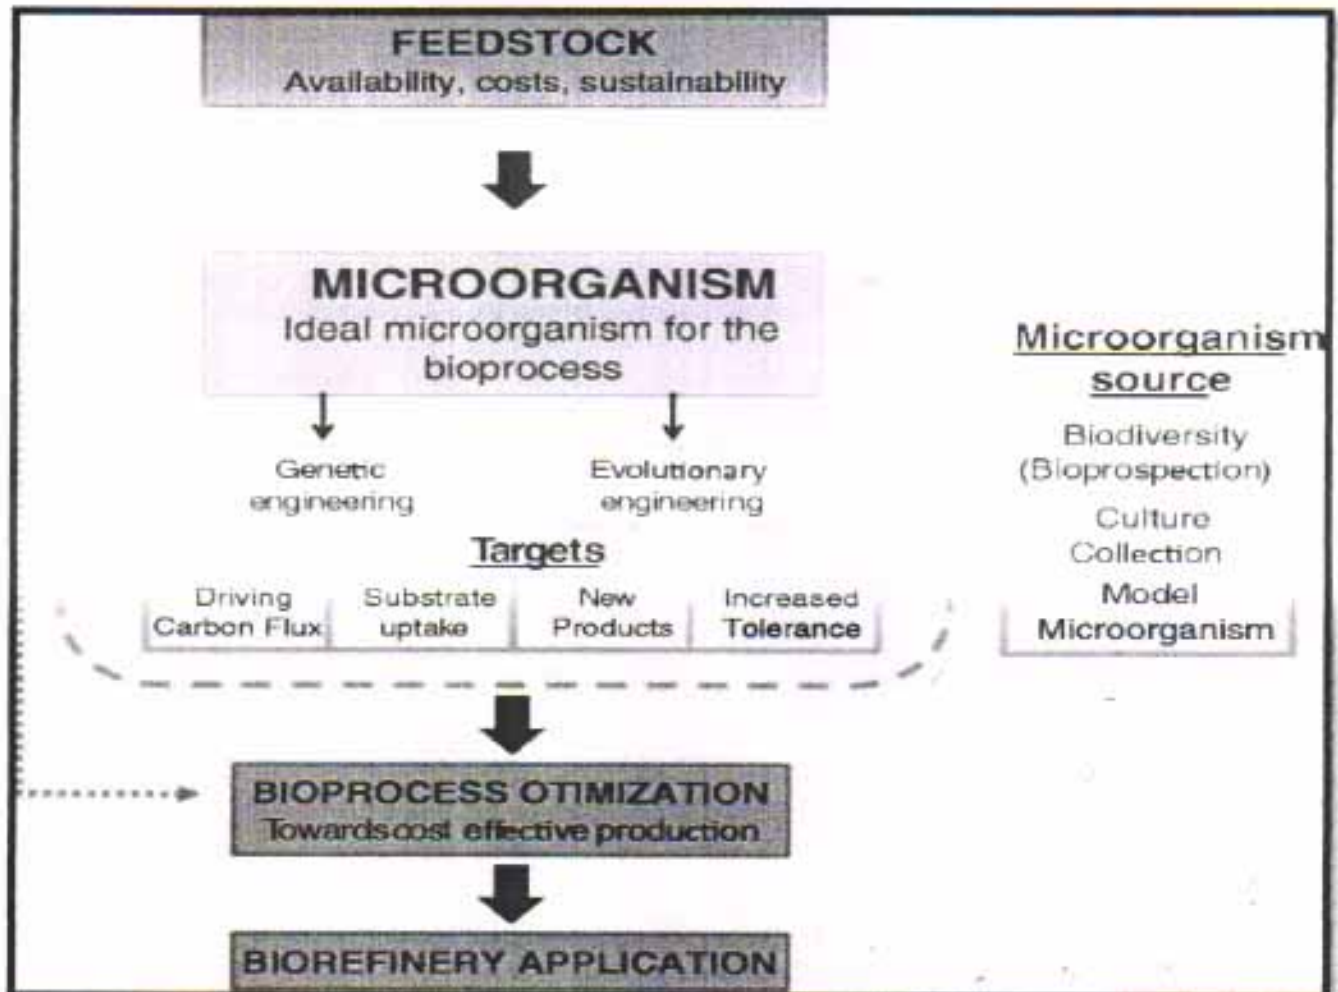 FEEDSTOCK
Availability, costs, sustainability
MICROORGANISM
Ideal microorganism for the
bioprocess
Genetic
engineering
Evolutionary
engineering
Targets
Driving
Carbon Flux
Substrate
uptake
New
Products
Increased
Tolerance
Microorganism
source
Biodiversity
(Bioprospection)
Culture
Collection
Model
Microorganism
BIOPROCESS OTIMIZATION
Towards cost effective production
BIOREFINERY APPLICATION